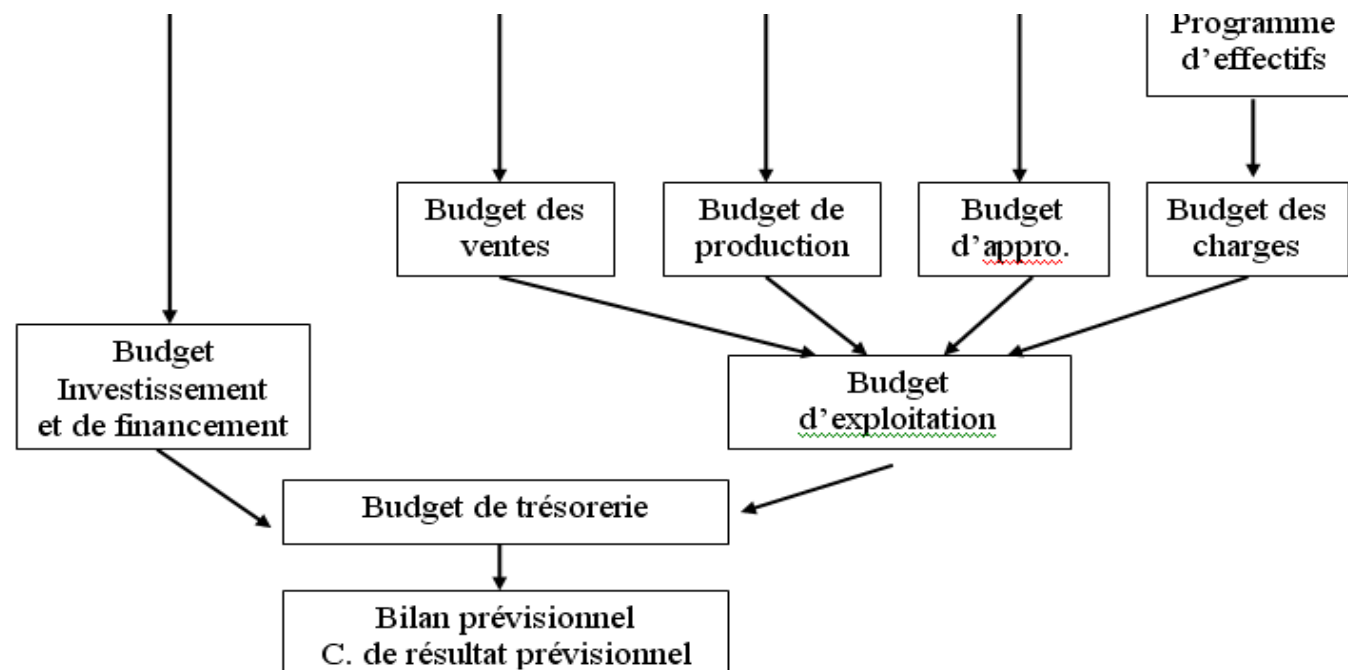 Programme
d’effectifs
Budget des
ventes
Budget de
production
Budget
d’appro.
Budget des
charges
Budget
Investissement
et de financement
Budget
d’exploitation
Budget de trésorerie
Bilan prévisionnel
C. de résultat prévisionnel